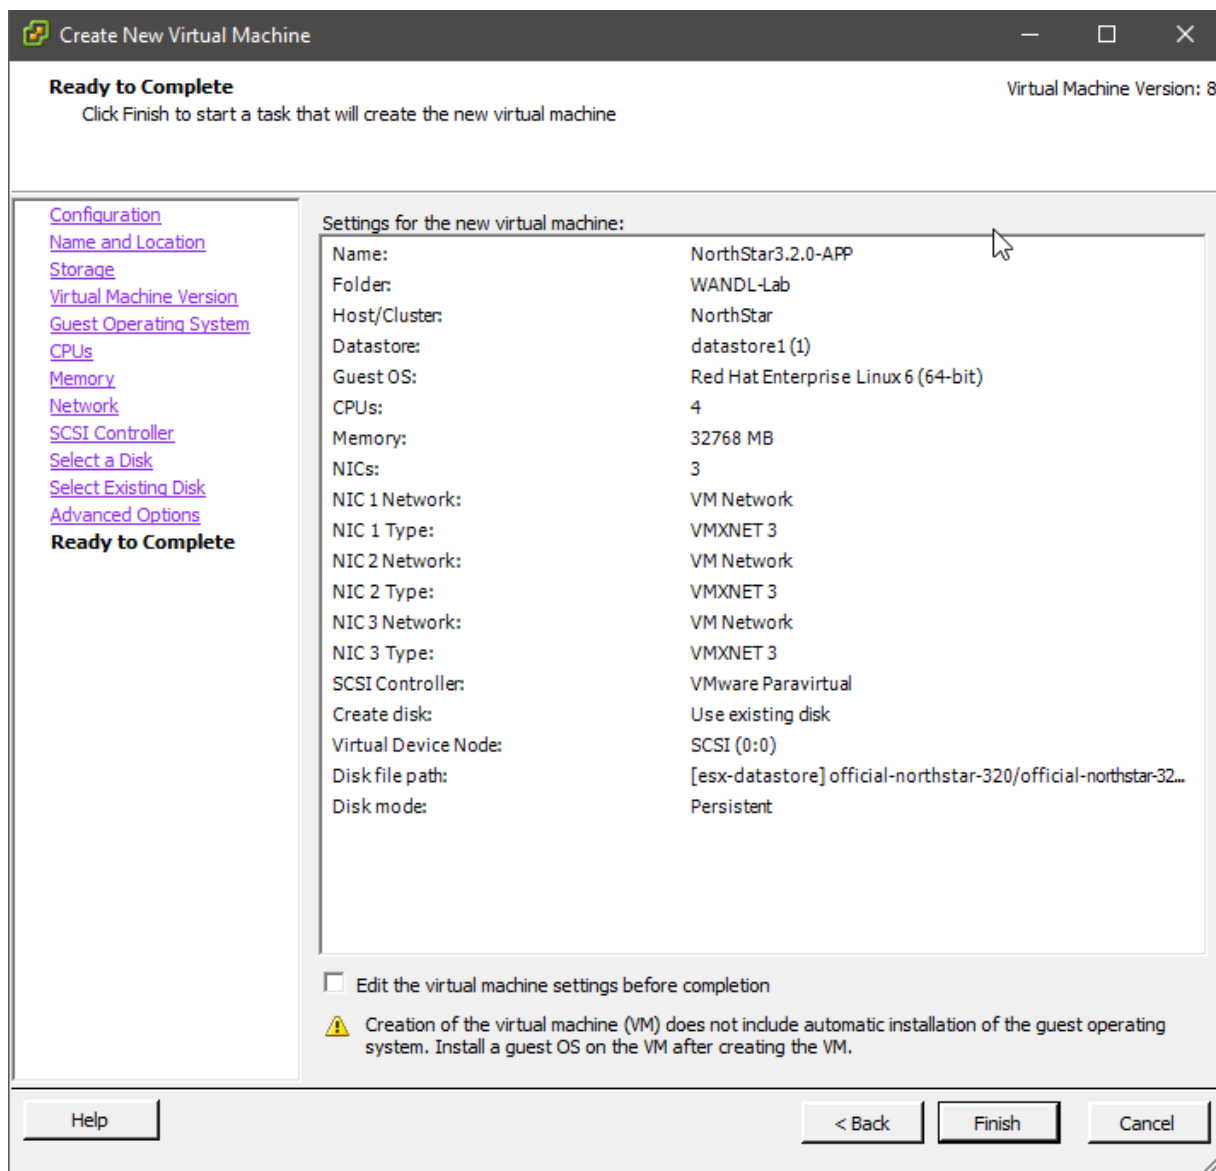 Create New Virtual Machine
Ready to Complete
Virtual Machine Version: 8
Click Finish to start a task that will create the new virtual machine
Configuration
Name and Location
Storage
Virtual Machine Version
Guest Operating System
CPUs
Memory
Network
SCSI Controller
Select a Disk
Select Existing Disk
Advanced Options
Ready to Complete
Settings for the new virtual machine:
Name: NorthStar3.2.0-APP
Folder: WANDL-Lab
Host/Cluster: NorthStar
Datastore: datastore1 (1)
Guest OS: Red Hat Enterprise Linux 6 (64-bit)
CPUs: 4
Memory: 32768 MB
NICs: 3
NIC 1 Network: VM Network
NIC 1 Type: VMXNET 3
NIC 2 Network: VM Network
NIC 2 Type: VMXNET 3
NIC 3 Network: VM Network
NIC 3 Type: VMXNET 3
SCSI Controller: VMware Paravirtual
Create disk: Use existing disk
Virtual Device Node: SCSI (0:0)
Disk file path: [esx-datastore] official-northstar-320/official-northstar-32...
Disk mode: Persistent
Edit the virtual machine settings before completion
Creation of the virtual machine (VM) does not include automatic installation of the guest operating
system. Install a guest OS on the VM after creating the VM.
Help
< Back
Finish
Cancel